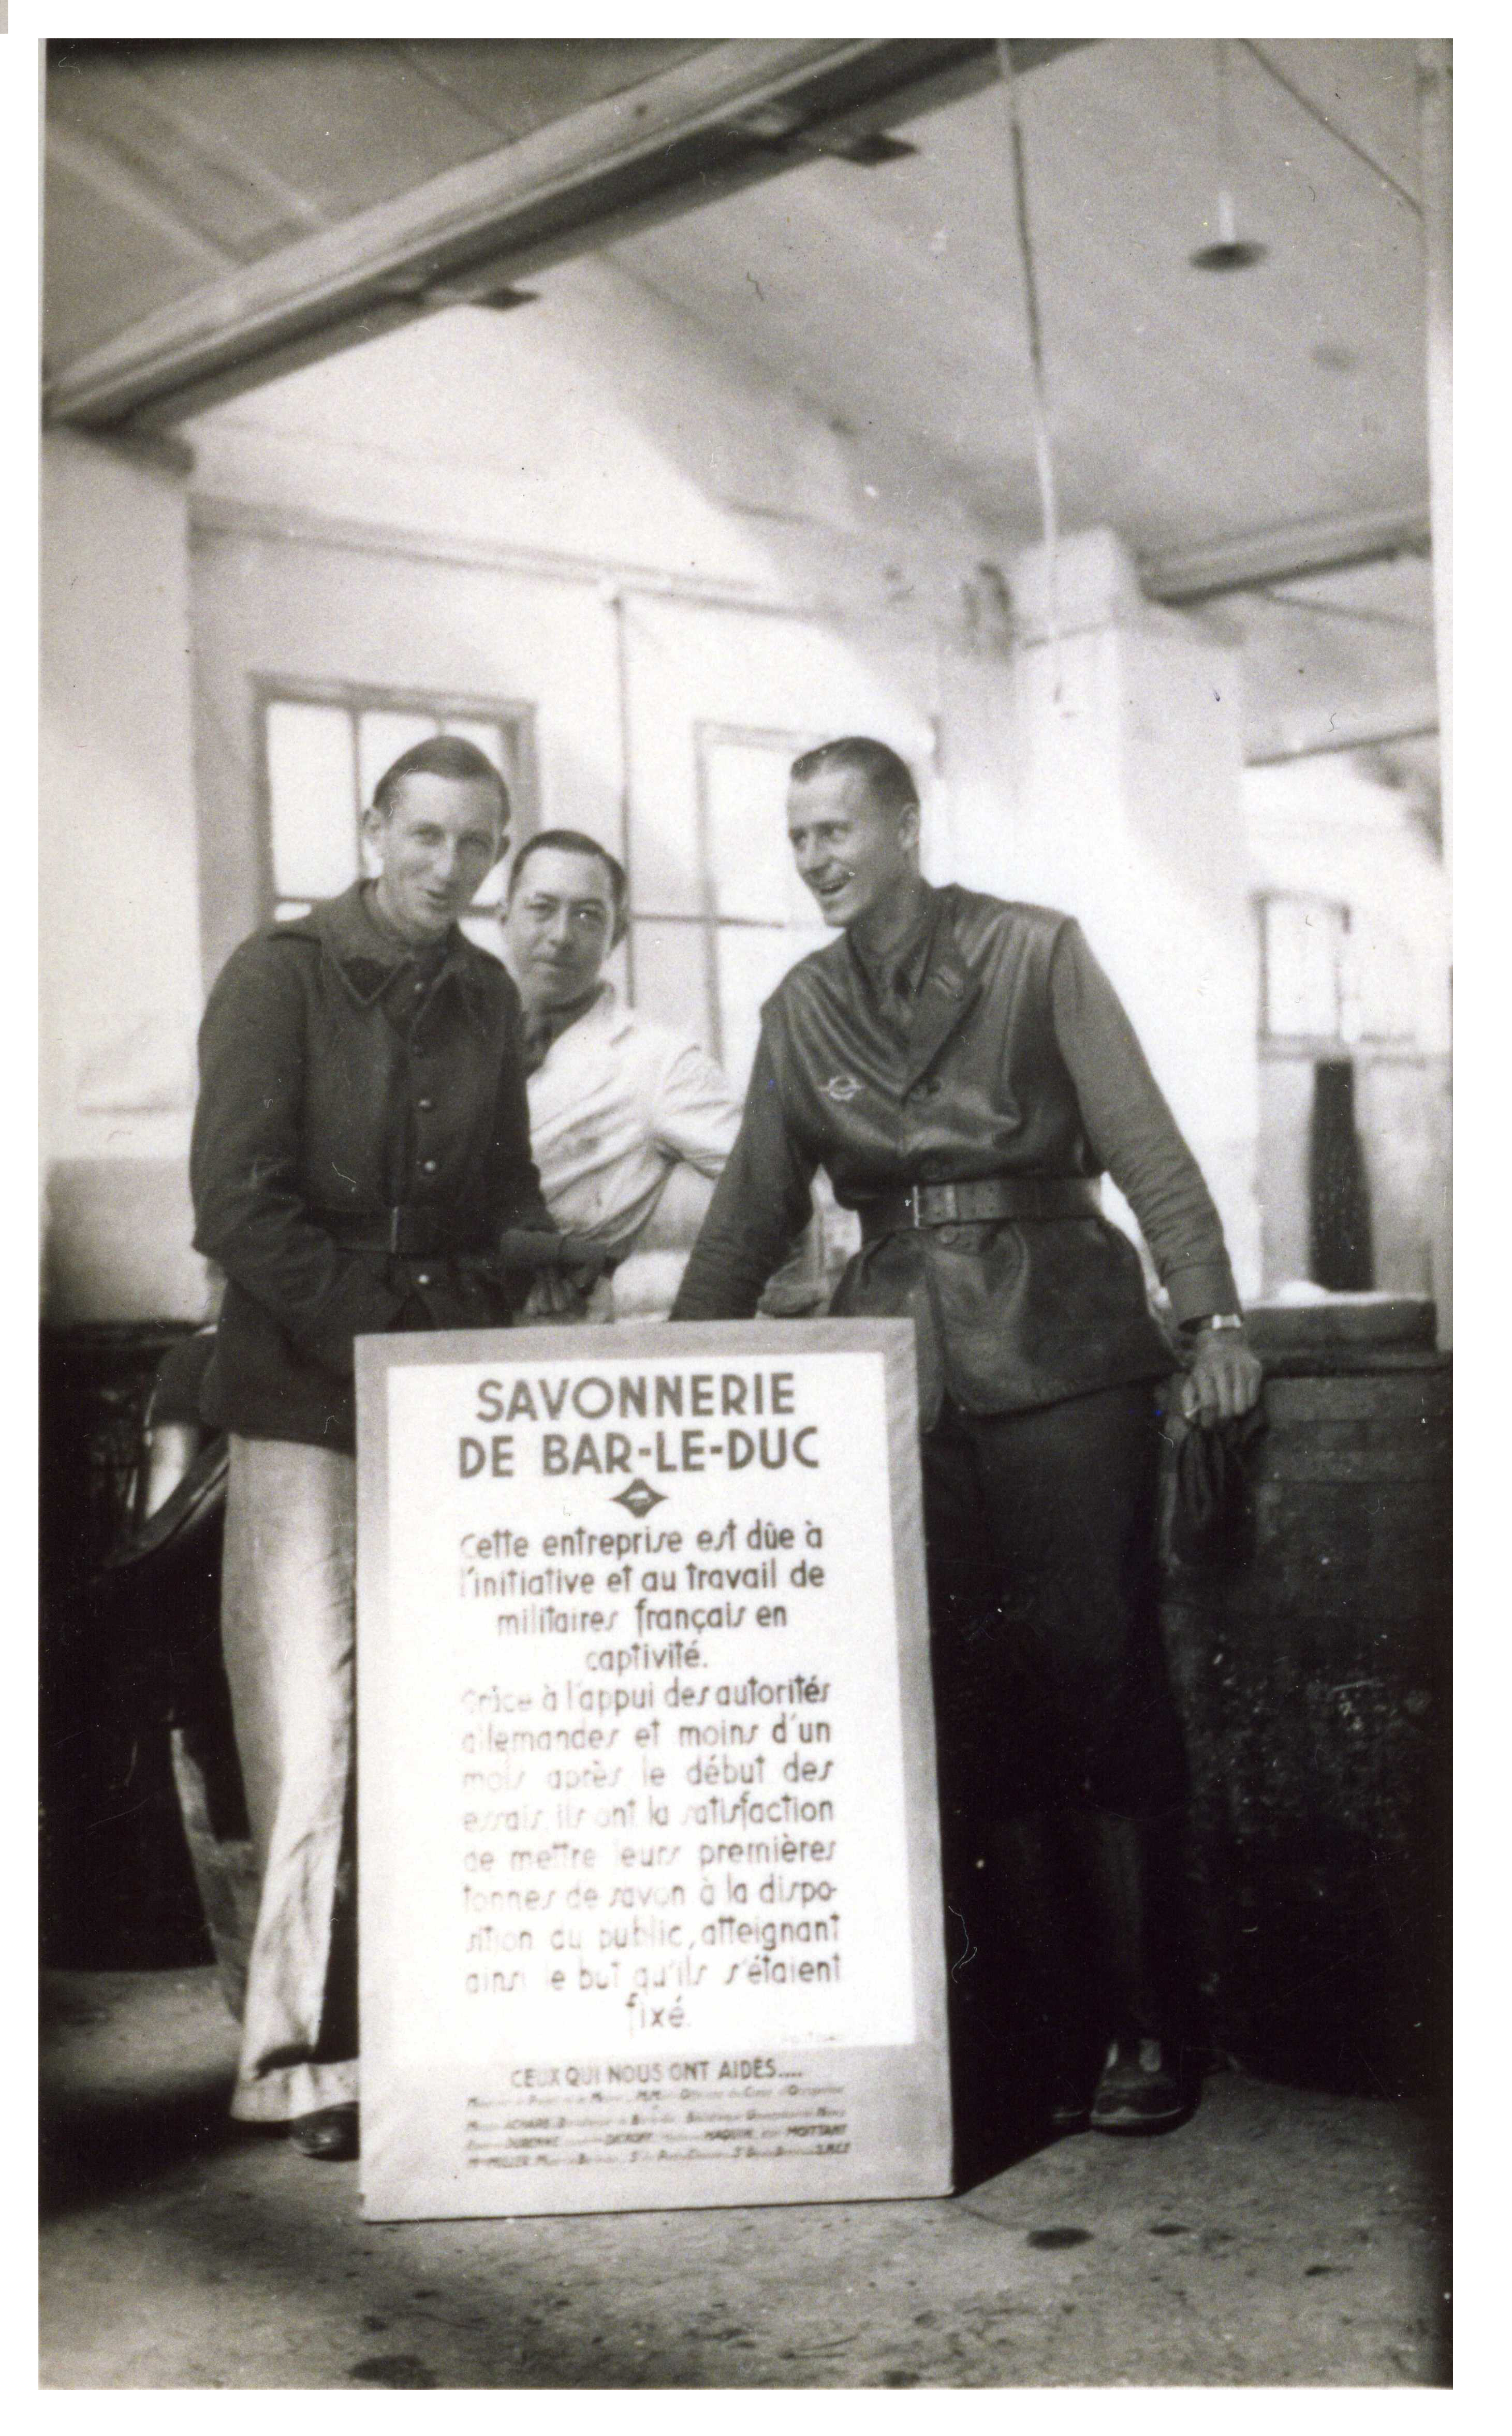 SAVONNERIE
DE BAR-LE-DUC
Cette entreprise est dûe à
l'initiative et au travail de
militaires français en
captivité.
Grâce à l'appui des autorités
allemandes et moins d'un
mois après le début des
essais, ils ont la satisfaction
de mettre leurs premières
tonnes de savon à la dispo-
sition du public, atteignant
ainsi le but qu'ils s'étaient
fixé.
CEUX QUI NOUS ONT AIDÉS....
ACHARD
MOTTANT
MULLER